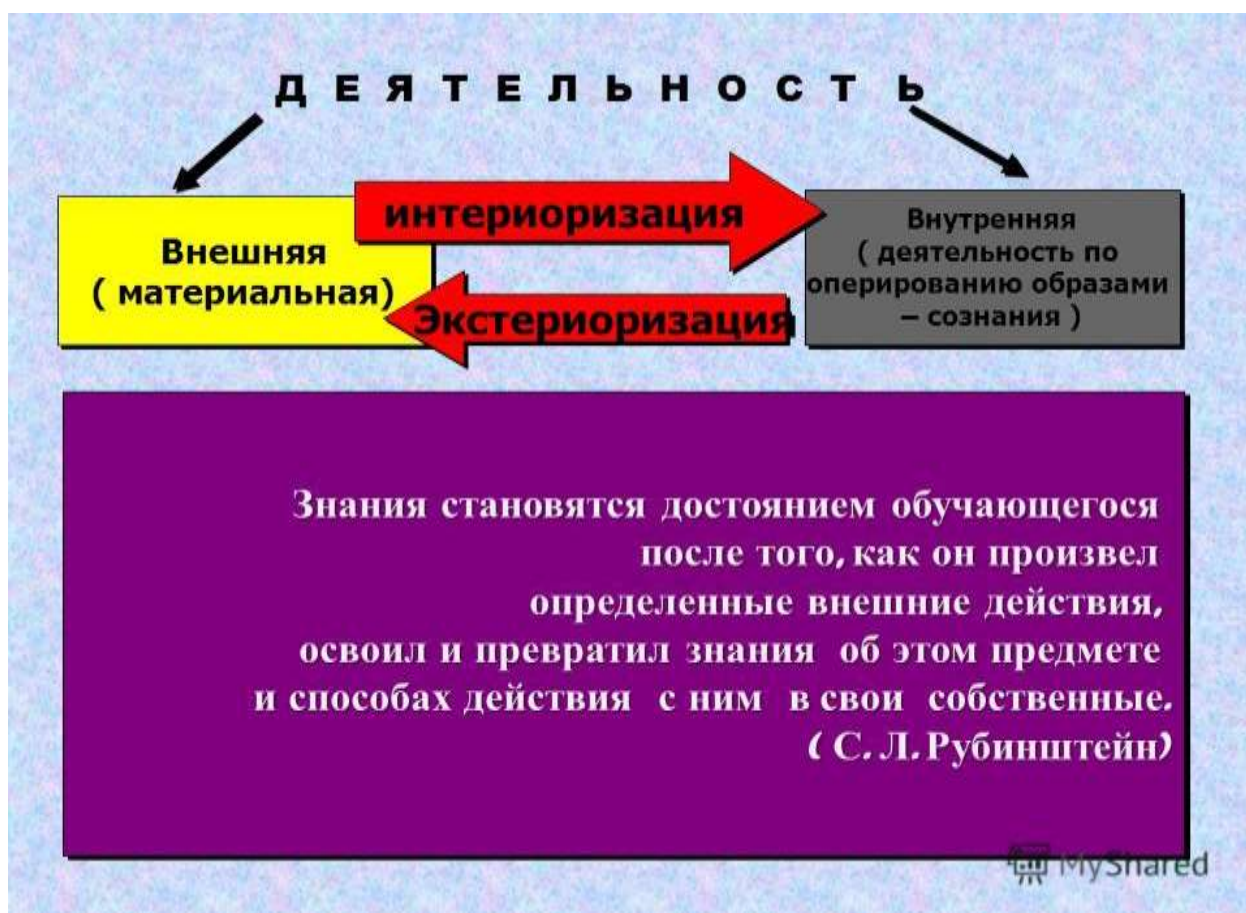 Д Е Я Т Е Л Ь Н О С Т Ь
интериоризация
Внешняя
( материальная)
Внутренняя
( деятельность по
оперированию образами
– сознания )
Экстериоризация
Знания становятся достоянием обучающегося
после того, как он произвел
определенные внешние действия,
освоил и превратил знания об этом предмете
и способах действия с ним в свои собственные.
( С. Л. Рубинштейн)
MyShared